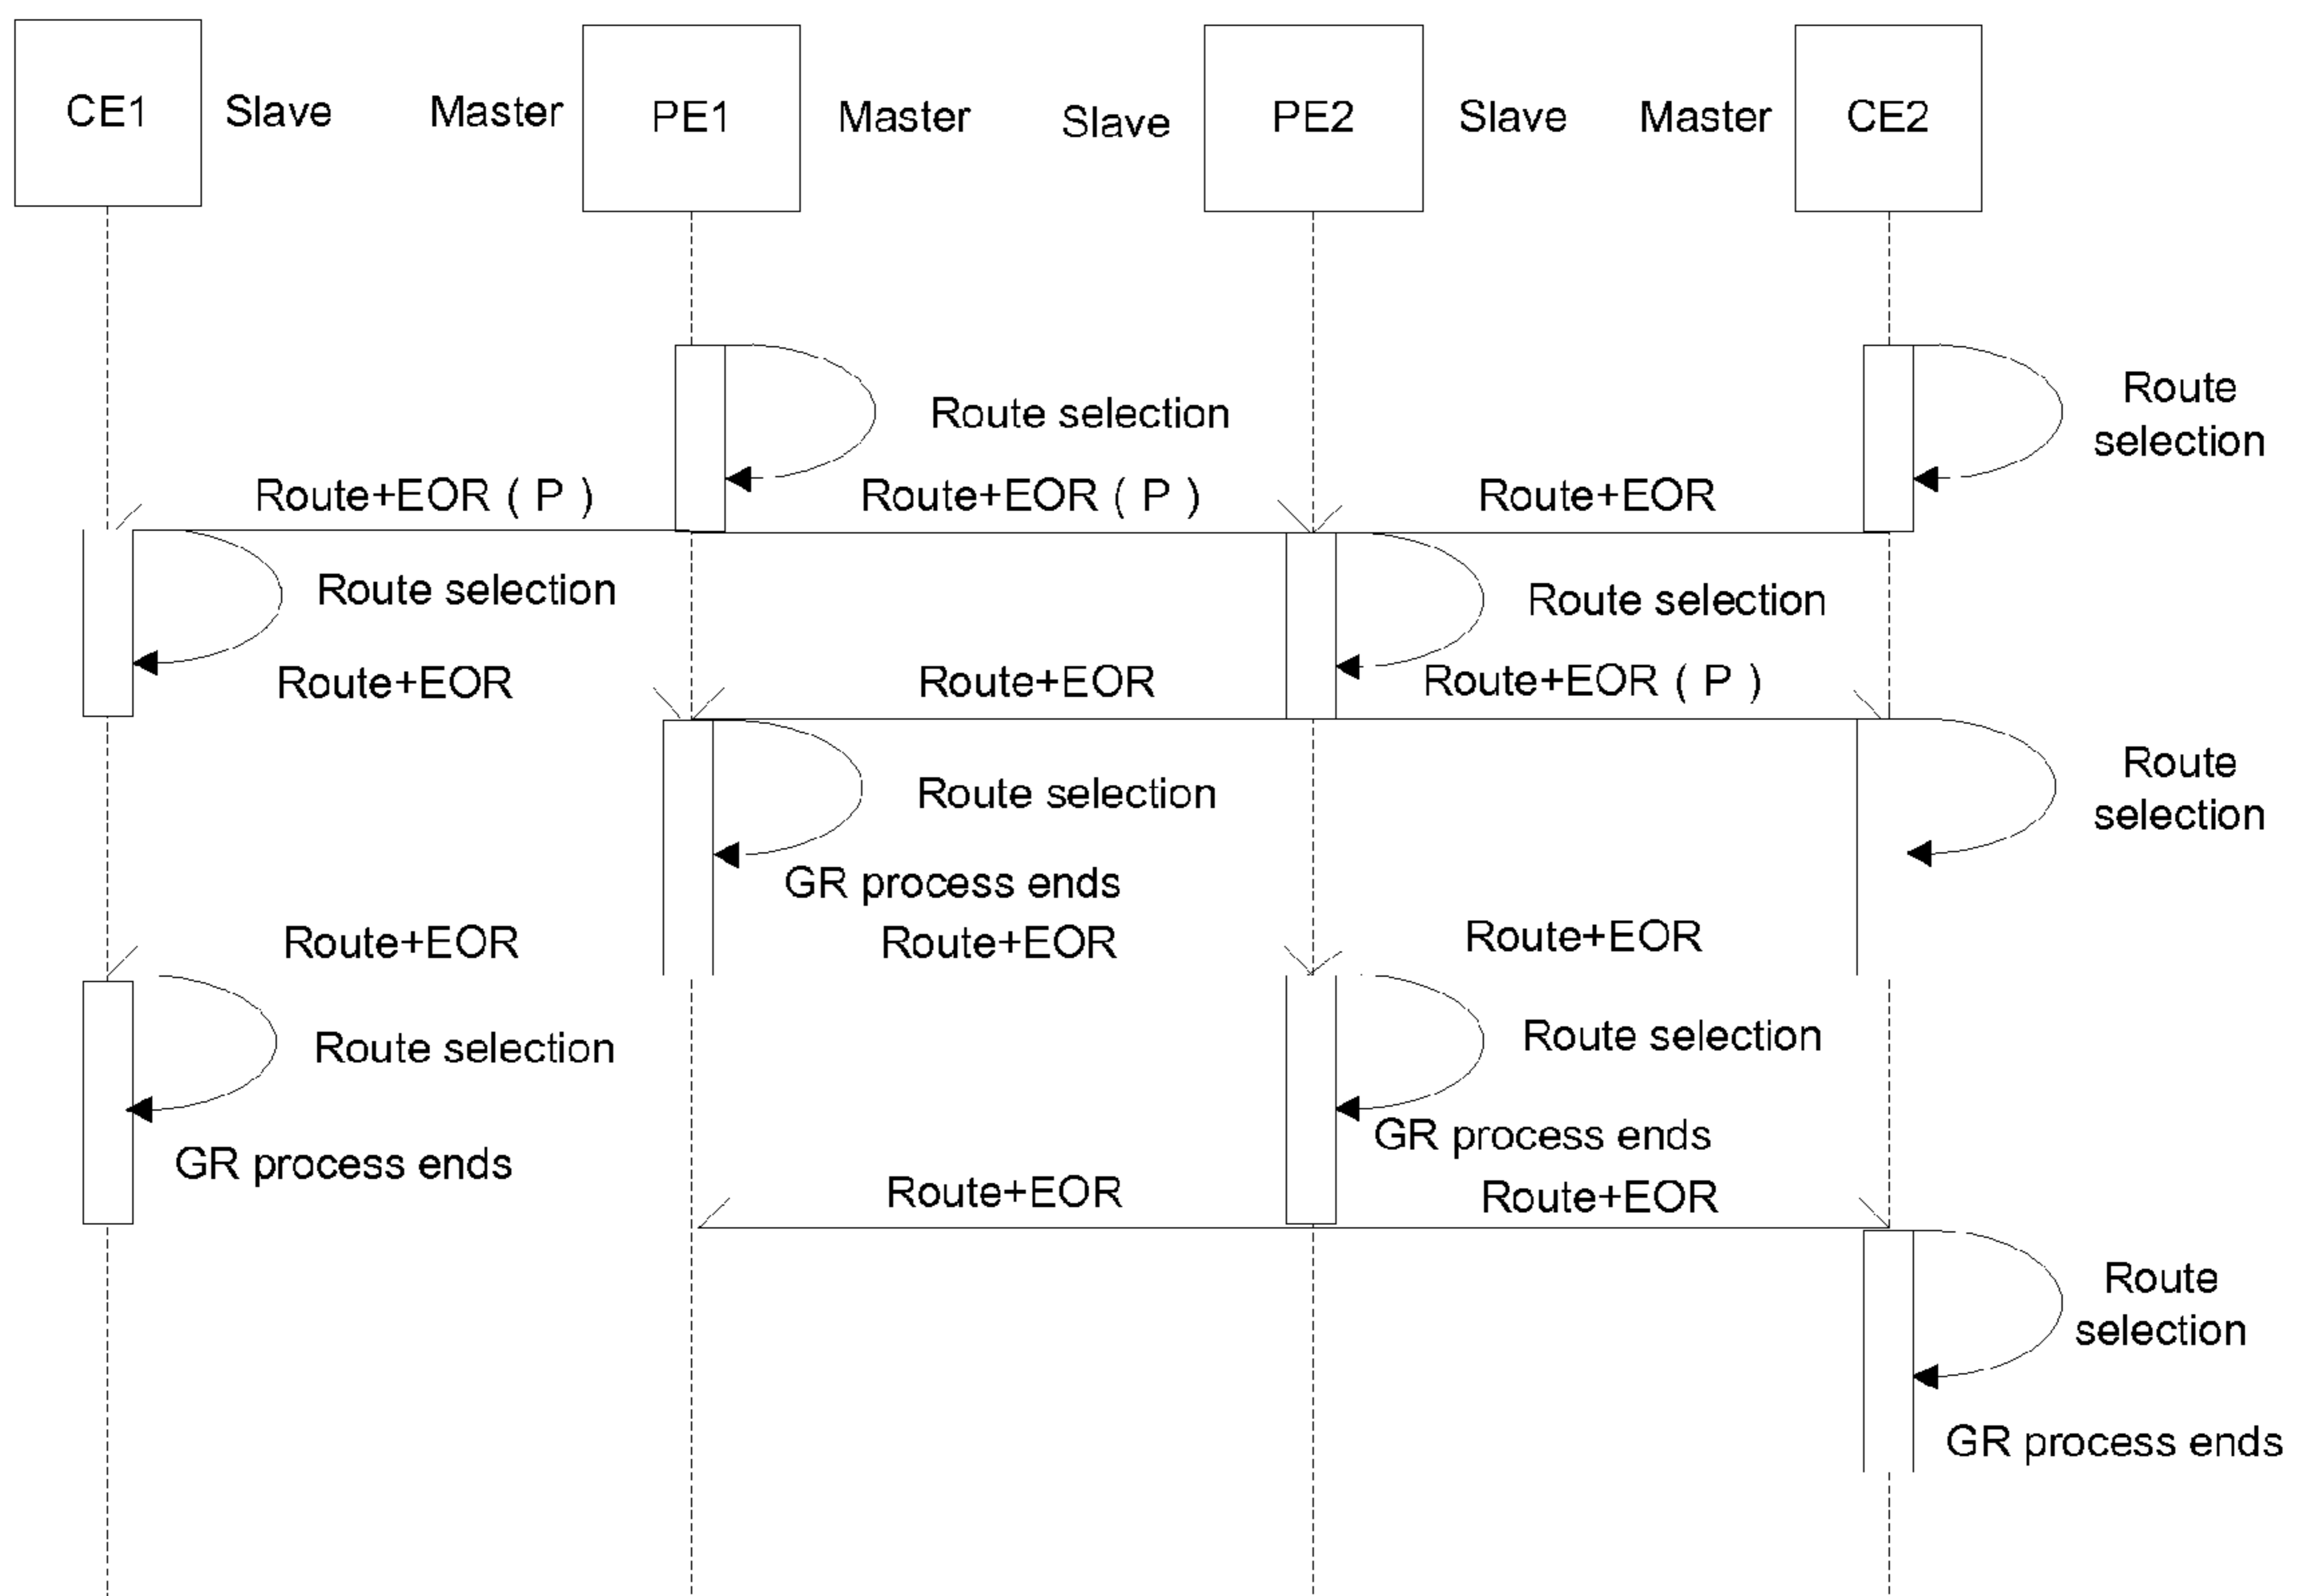 CE1
Slave
Master
PE1
Master
Slave
PE2
Slave
Master
CE2
Route selection
Route
selection
Route+EOR ( P )
Route+EOR ( P )
Route+EOR
Route selection
Route selection
Route+EOR
Route+EOR
Route+EOR ( P )
Route selection
Route
selection
GR process ends
Route+EOR
Route+EOR
Route+EOR
Route selection
Route selection
GR process ends
GR process ends
Route+EOR
Route+EOR
Route
selection
GR process ends